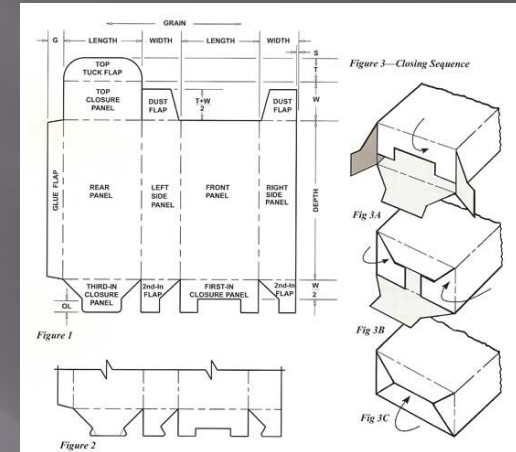 GRAIN
G
LENGTH
WIDTH
LENGTH
WIDTH
S
T
W
TOP
TUCK FLAP
TOP
CLOSURE
PANEL
DUST
FLAP
T+W
2
DUST
FLAP
GLUE FLAP
REAR
PANEL
LEFT
SIDE
PANEL
FRONT
PANEL
RIGHT
SIDE
PANEL
DEPTH
THIRD-IN
CLOSURE
PANEL
2nd-In
FLAP
FIRST-IN
CLOSURE PANEL
2nd-In
FLAP
W
2
OL
Figure 1
Figure 2
Figure 3—Closing Sequence
Fig 3A
Fig 3B
Fig 3C